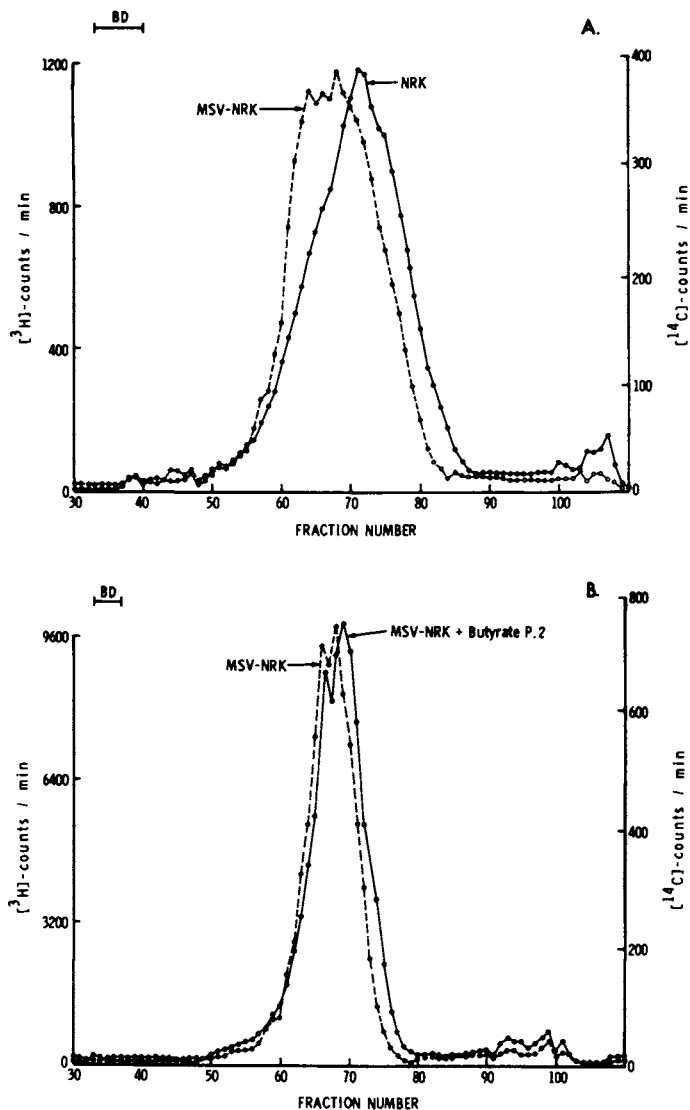 BD
A.
1200
800
400
0
[³H]-counts / min
400
300
200
100
0
[¹⁴C]-counts / min
MSV-NRK
NRK
30 40 50 60 70 80 90 100
FRACTION NUMBER
BD
B.
9600
6400
3200
0
[³H]-counts / min
800
600
400
200
0
[¹⁴C]-counts / min
MSV-NRK
MSV-NRK + Butyrate P.2
30 40 50 60 70 80 90 100
FRACTION NUMBER